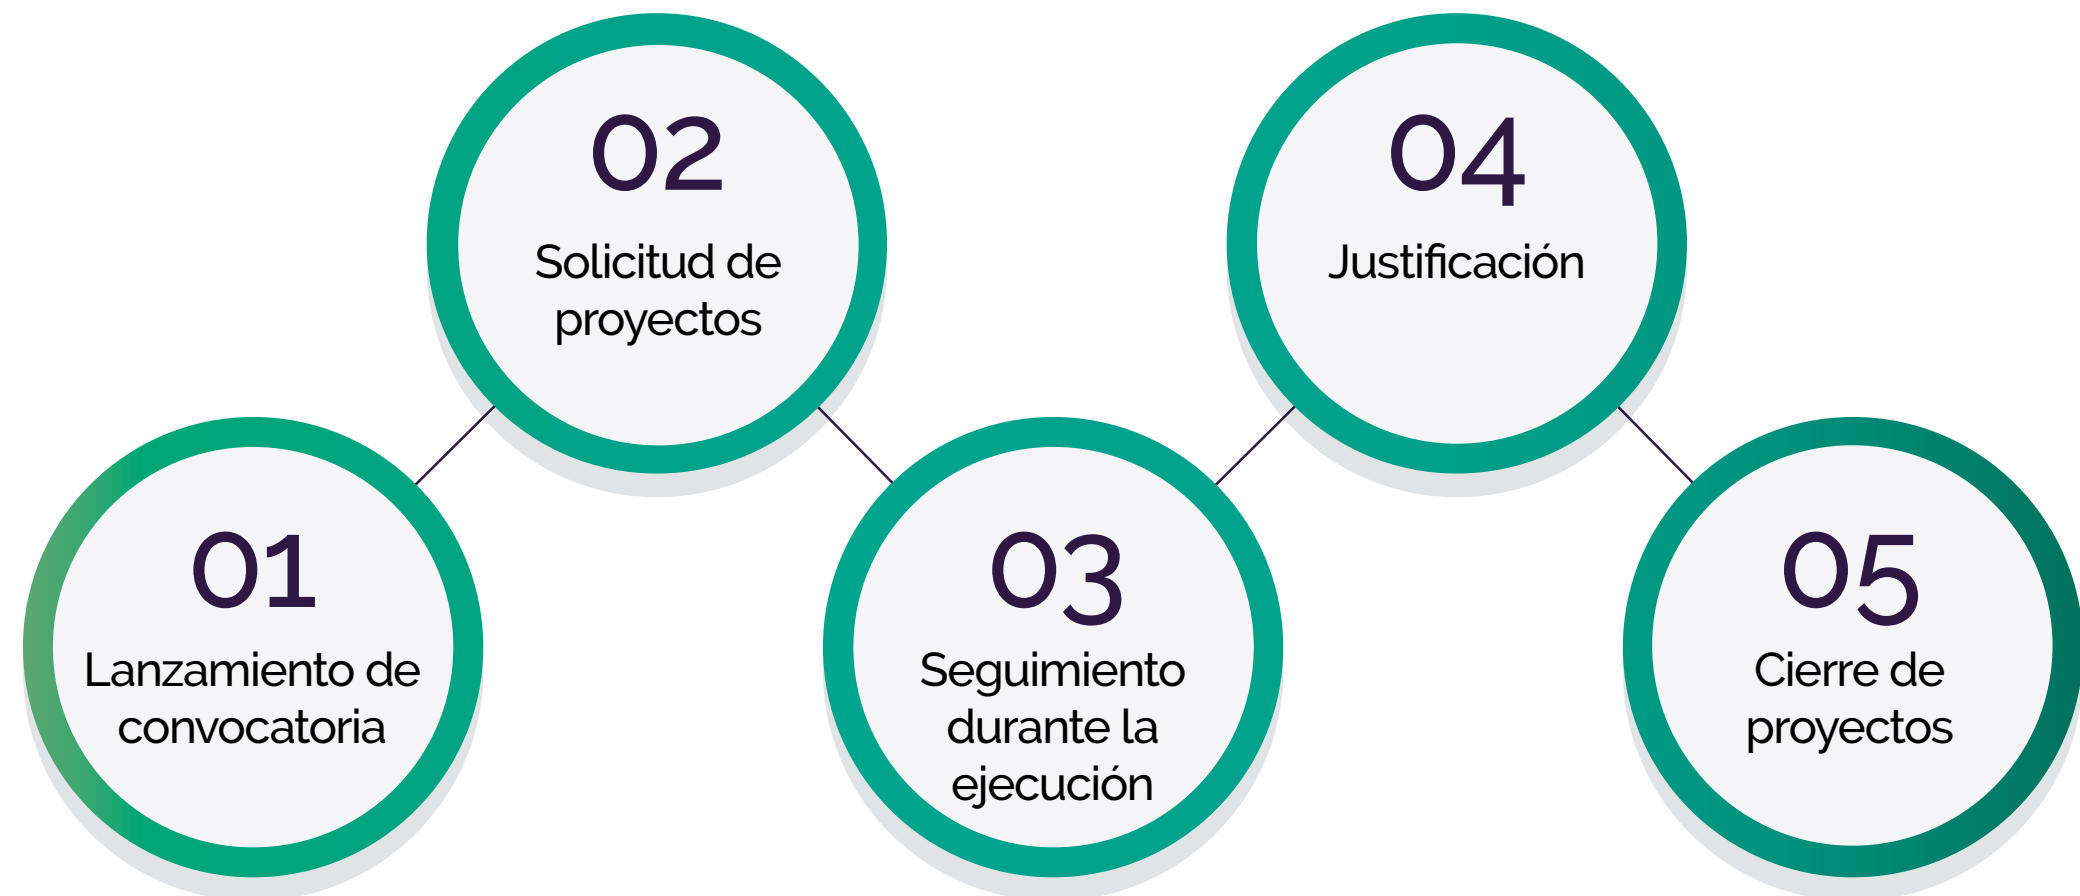 01
Lanzamiento de
convocatoria
02
Solicitud de
proyectos
03
Seguimiento
durante la
ejecución
04
Justificación
05
Cierre de
proyectos